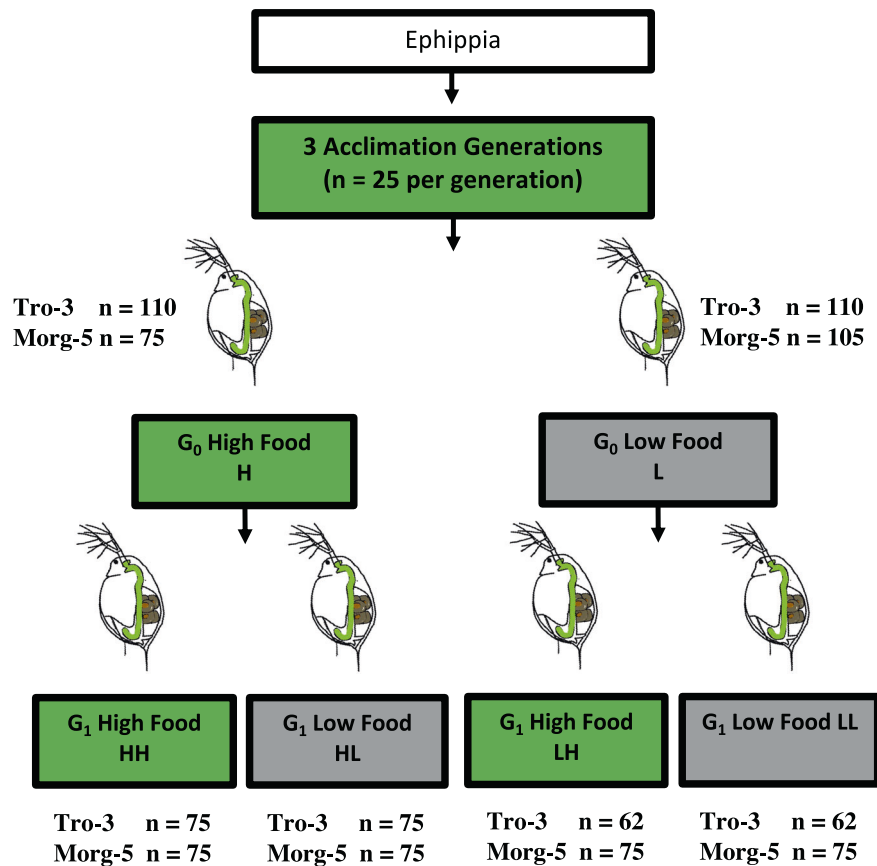 Ephippia
3 Acclimation Generations
(n = 25 per generation)
Tro-3 n = 110
Morg-5 n = 75
Tro-3 n = 110
Morg-5 n = 105
G₀ High Food
H
G₀ Low Food
L
G₁ High Food
HH
G₁ Low Food
HL
G₁ High Food
LH
G₁ Low Food LL
Tro-3 n = 75
Morg-5 n = 75
Tro-3 n = 75
Morg-5 n = 75
Tro-3 n = 62
Morg-5 n = 75
Tro-3 n = 62
Morg-5 n = 75